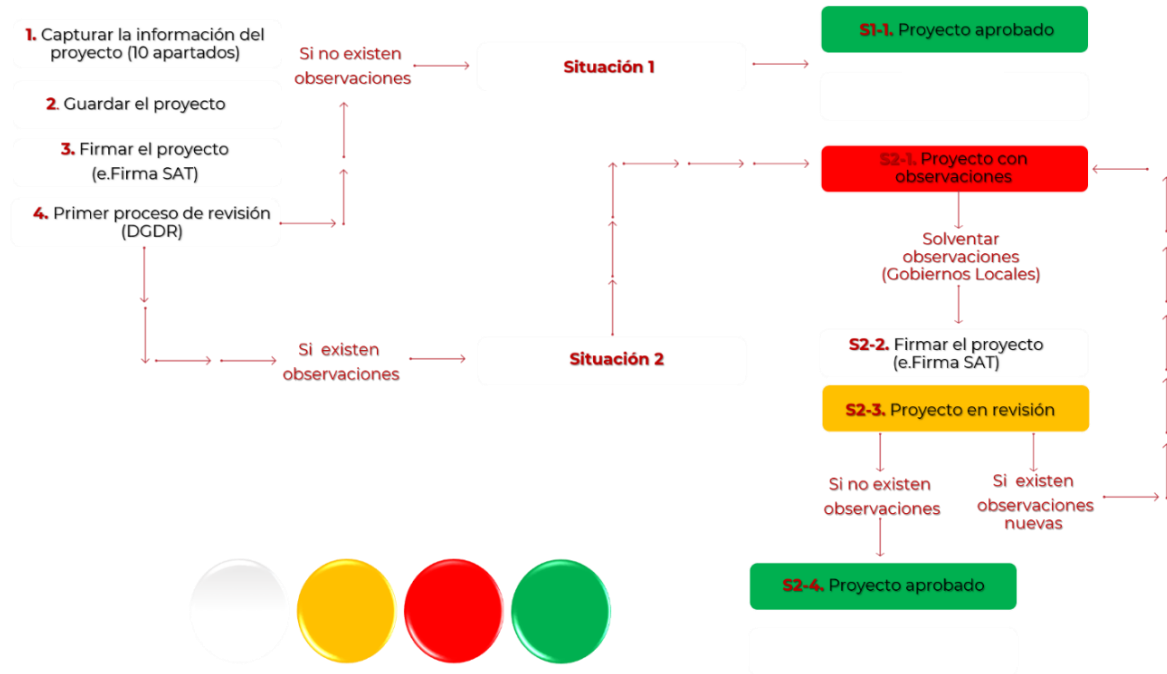 1. Capturar la información del
proyecto (10 apartados)
2. Guardar el proyecto
3. Firmar el proyecto
(e.Firma SAT)
4. Primer proceso de revisión
(DGDR)
Si no existen
observaciones
Situación 1
S1-1. Proyecto aprobado
Si existen
observaciones
Situación 2
S2-1. Proyecto con
observaciones
Solventar
observaciones
(Gobiernos Locales)
S2-2. Firmar el proyecto
(e.Firma SAT)
S2-3. Proyecto en revisión
Si no existen
observaciones
Si existen
observaciones
nuevas
S2-4. Proyecto aprobado